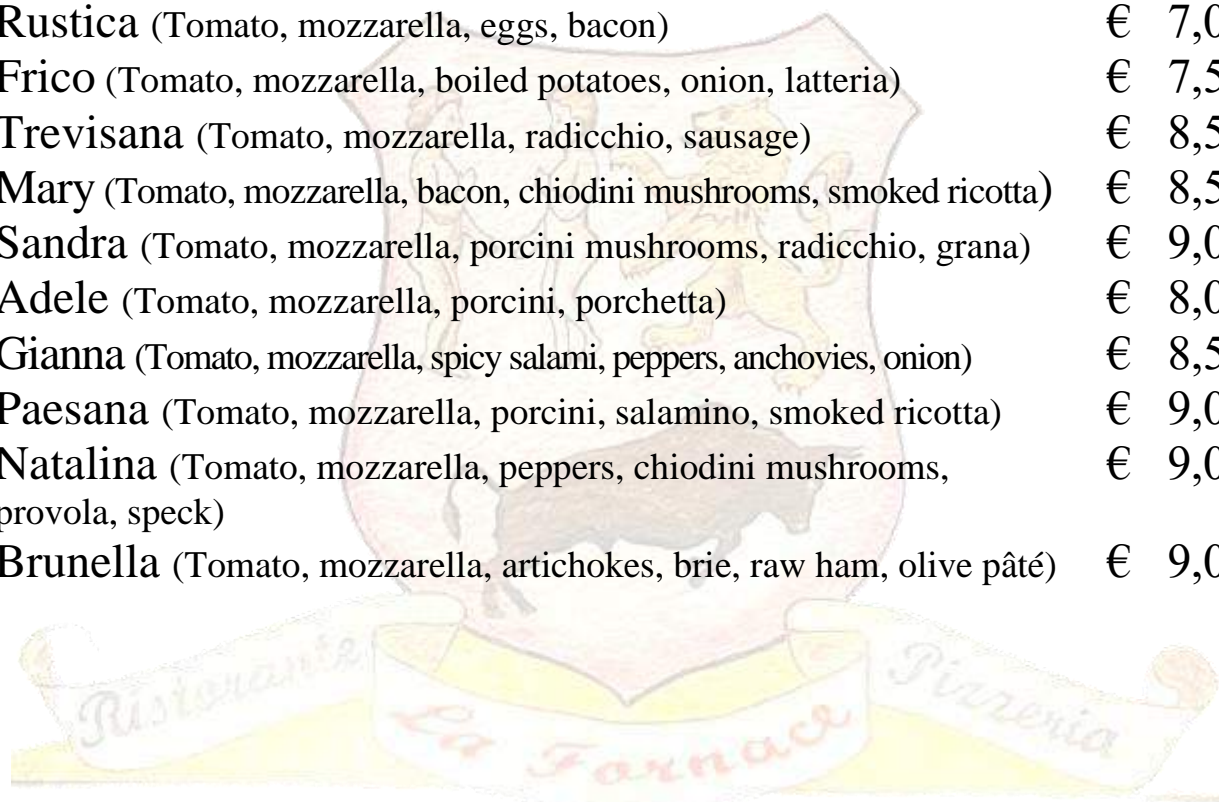 Rustica (Tomato, mozzarella, eggs, bacon) € 7,0
Frico (Tomato, mozzarella, boiled potatoes, onion, latteria) € 7,5
Trevisana (Tomato, mozzarella, radicchio, sausage) € 8,5
Mary (Tomato, mozzarella, bacon, chiodini mushrooms, smoked ricotta) € 8,5
Sandra (Tomato, mozzarella, porcini mushrooms, radicchio, grana) € 9,0
Adele (Tomato, mozzarella, porcini, porchetta) € 8,0
Gianna (Tomato, mozzarella, spicy salami, peppers, anchovies, onion) € 8,5
Paesana (Tomato, mozzarella, porcini, salamino, smoked ricotta) € 9,0
Natalina (Tomato, mozzarella, peppers, chiodini mushrooms, € 9,0
provola, speck)
Brunella (Tomato, mozzarella, artichokes, brie, raw ham, olive pâté) € 9,0
Ristorante Pizzeria
La Fornace